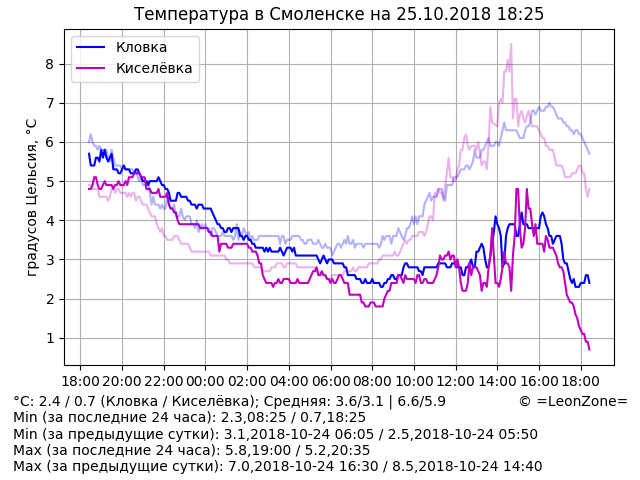 Температура в Смоленске на 25.10.2018 18:25
Кловка
Киселёвка
градусов Цельсия, °C
8
7
6
5
4
3
2
1
18:00 20:00 22:00 00:00 02:00 04:00 06:00 08:00 10:00 12:00 14:00 16:00 18:00
°C: 2.4 / 0.7 (Кловка / Киселёвка); Средняя: 3.6/3.1 | 6.6/5.9 © =LeonZone=
Min (за последние 24 часа): 2.3,08:25 / 0.7,18:25
Min (за предыдущие сутки): 3.1,2018-10-24 06:05 / 2.5,2018-10-24 05:50
Max (за последние 24 часа): 5.8,19:00 / 5.2,20:35
Max (за предыдущие сутки): 7.0,2018-10-24 16:30 / 8.5,2018-10-24 14:40